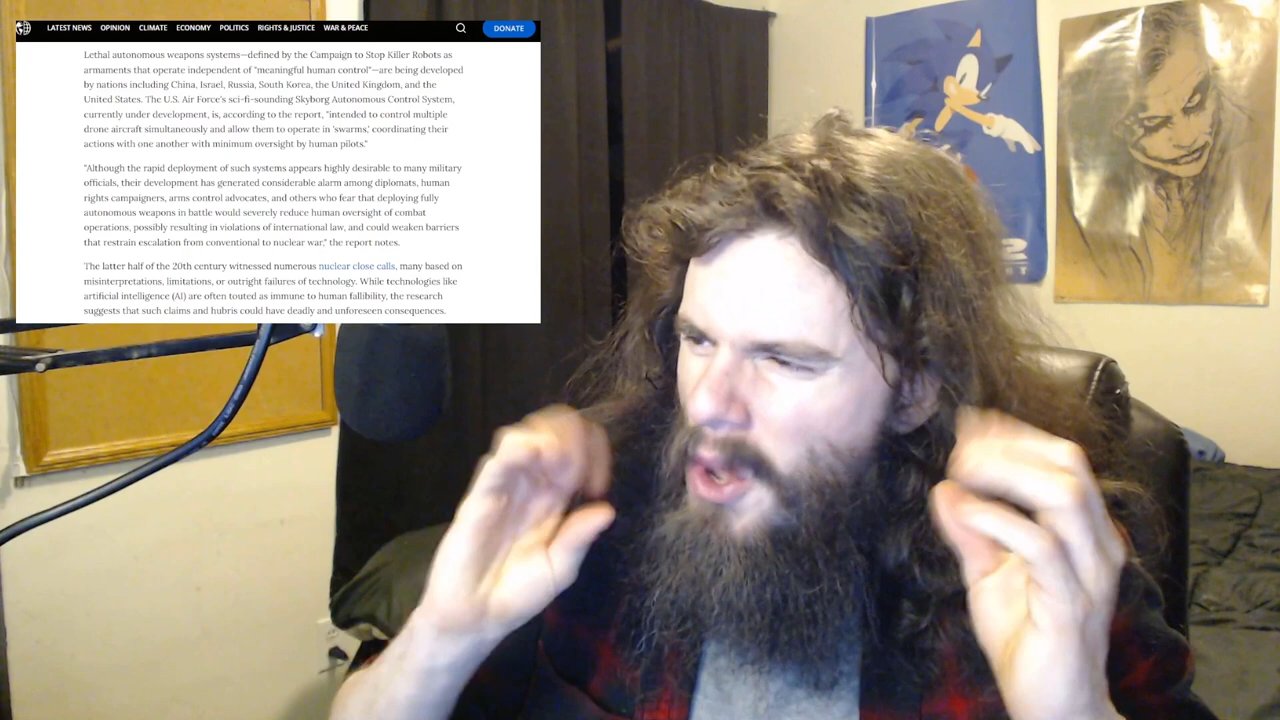 LATEST NEWS OPINION CLIMATE ECONOMY POLITICS RIGHTS & JUSTICE WAR & PEACE DONATE
Lethal autonomous weapons systems—defined by the Campaign to Stop Killer Robots as
armaments that operate independent of "meaningful human control"—are being developed
by nations including China, Israel, Russia, South Korea, the United Kingdom, and the
United States. The U.S. Air Force's sci-fi-sounding Skyborg Autonomous Control System,
currently under development, is, according to the report, "intended to control multiple
drone aircraft simultaneously and allow them to operate in 'swarms,' coordinating their
actions with one another with minimum oversight by human pilots."
"Although the rapid deployment of such systems appears highly desirable to many military
officials, their development has generated considerable alarm among diplomats, human
rights campaigners, arms control advocates, and others who fear that deploying fully
autonomous weapons in battle would severely reduce human oversight of combat
operations, possibly resulting in violations of international law, and could weaken barriers
that restrain escalation from conventional to nuclear war," the report notes.
The latter half of the 20th century witnessed numerous nuclear close calls, many based on
misinterpretations, limitations, or outright failures of technology. While technologies like
artificial intelligence (AI) are often touted as immune to human fallibility, the research
suggests that such claims and hubris could have deadly and unforeseen consequences.
2